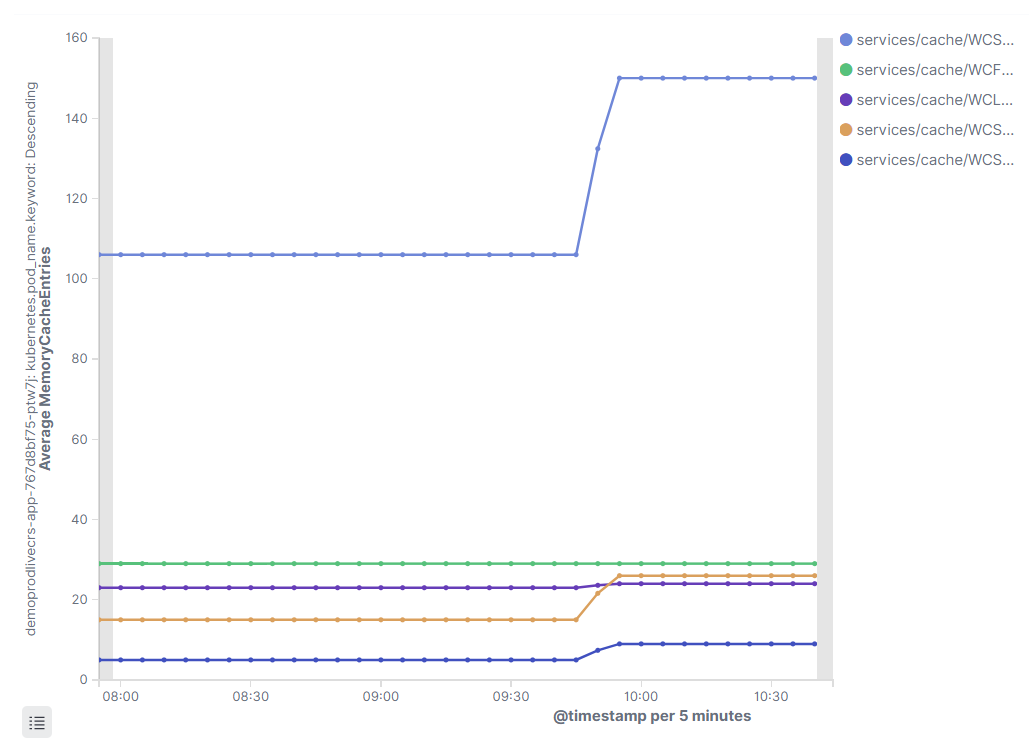 demoprodlivecrs-app-767d8bf75-ptw7j: kubernetes.pod_name.keyword: Descending
Average MemoryCacheEntries
160
140
120
100
80
60
40
20
0
08:00
08:30
09:00
09:30
10:00
10:30
@timestamp per 5 minutes
services/cache/WCS...
services/cache/WCF...
services/cache/WCL...
services/cache/WCS...
services/cache/WCS...